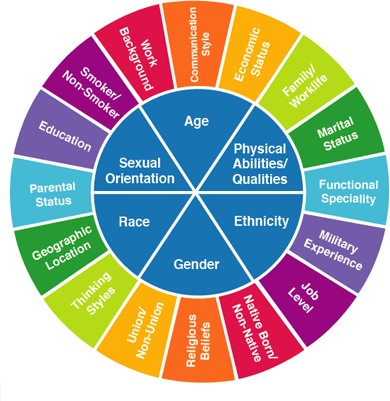 Communication
Style
Economic
Status
Family/
Worklife
Marital
Status
Functional
Speciality
Military
Experience
Job
Level
Native Born/
Non-Native
Religious
Beliefs
Union/
Non-Union
Thinking
Styles
Geographic
Location
Parental
Status
Education
Smoker/
Non-Smoker
Work
Background
Age
Physical
Abilities/
Qualities
Ethnicity
Gender
Race
Sexual
Orientation